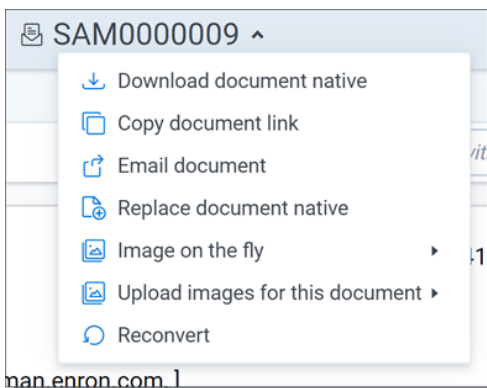 SAM0000009
Download document native
Copy document link
Email document
Replace document native
Image on the fly
Upload images for this document
Reconvert
man.enron.com, ]